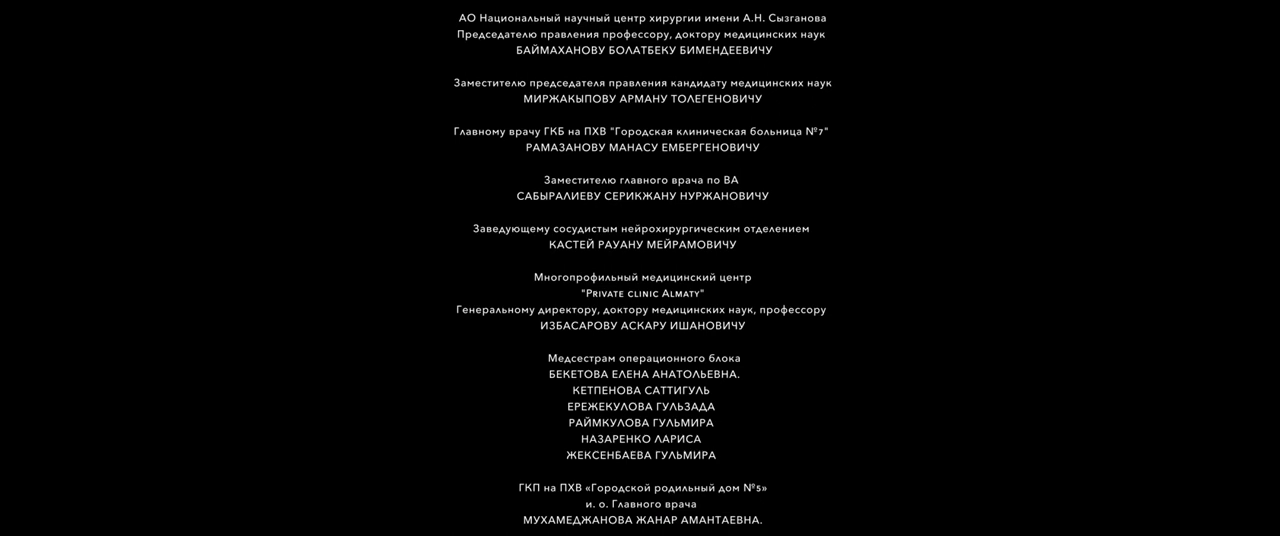 АО Национальный научный центр хирургии имени А.Н. Сызганова
Председателю правления профессору, доктору медицинских наук
БАЙМАХАНОВУ БОЛАТБЕКУ БИМЕНДЕЕВИЧУ
Заместителю председателя правления кандидату медицинских наук
МИРЖАКЫПОВУ АРМАНУ ТОЛЕГЕНОВИЧУ
Главному врачу ГКБ на ПХВ "Городская клиническая больница №7"
РАМАЗАНОВУ МАНАСУ ЕМБЕРГЕНОВИЧУ
Заместителю главного врача по ВА
САБЫРАЛИЕВУ СЕРИКЖАНУ НУРЖАНОВИЧУ
Заведующему сосудистым нейрохирургическим отделением
КАСТЕЙ РАУАНУ МЕЙРАМОВИЧУ
Многопрофильный медицинский центр
"Private clinic Almaty"
Генеральному директору, доктору медицинских наук, профессору
ИЗБАСАРОВУ АСКАРУ ИШАНОВИЧУ
Медсестрам операционного блока
БЕКЕТОВА ЕЛЕНА АНАТОЛЬЕВНА.
КЕТПЕНОВА САТТИГУЛЬ
ЕРЕЖЕКУЛОВА ГУЛЬЗАДА
РАЙМКУЛОВА ГУЛЬМИРА
НАЗАРЕНКО ЛАРИСА
ЖЕКСЕНБАЕВА ГУЛЬМИРА
ГКП на ПХВ «Городской родильный дом №5»
и. о. Главного врача
МУХАМЕДЖАНОВА ЖАНАР АМАНТАЕВНА.